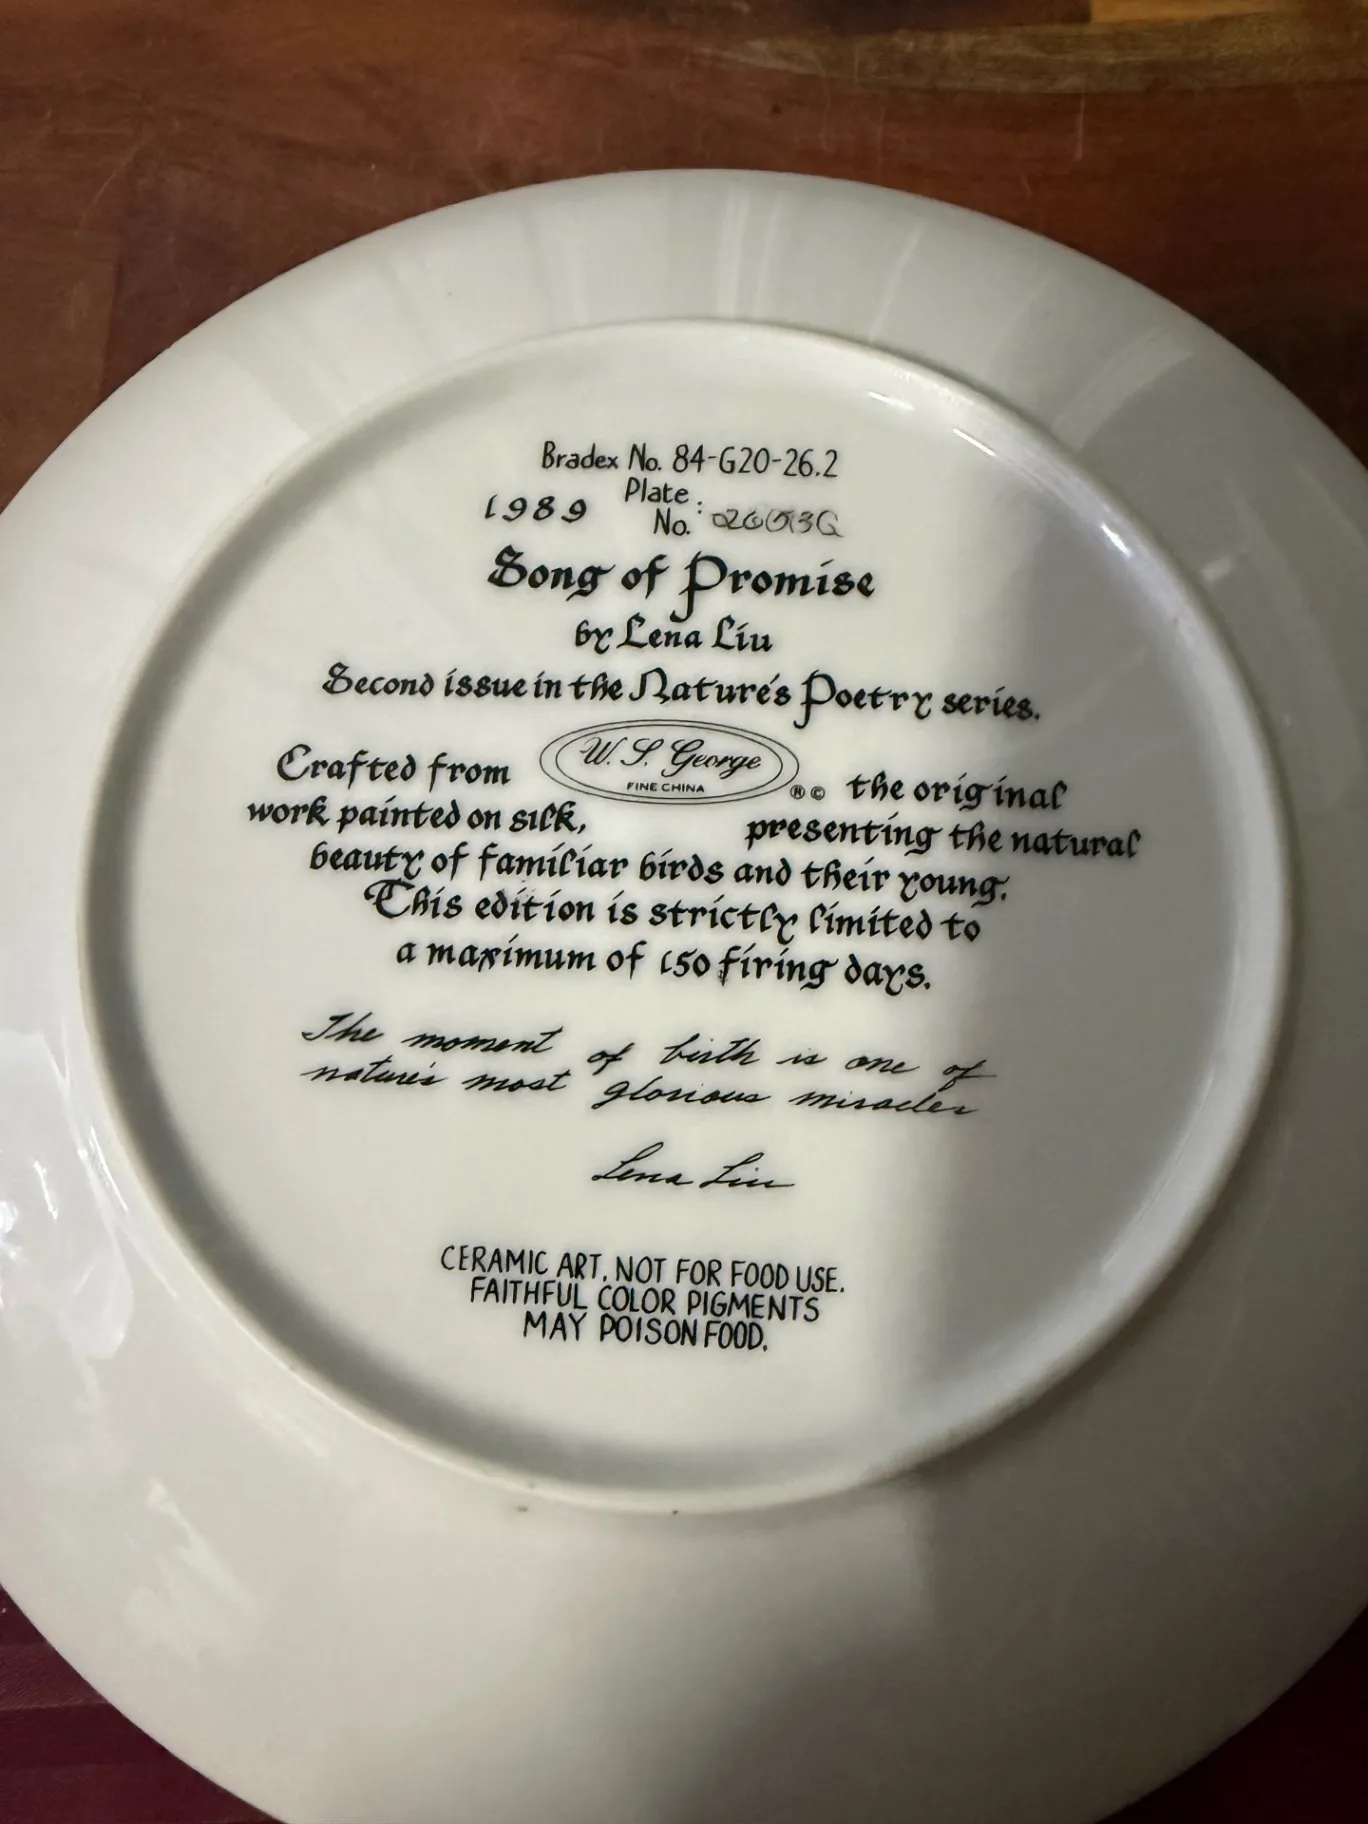 Bradex No. 84-G20-26.2
1989 Plate No.:
Song of Promise
by Lena Liu
Second issue in the Nature's Poetry series.
Crafted from W.S. George FINE CHINA ®© the original
work painted on silk, presenting the natural
beauty of familiar birds and their young.
This edition is strictly limited to
a maximum of 150 firing days.
The moment of birth is one of
nature's most glorious miracles
Lena Liu
CERAMIC ART, NOT FOR FOOD USE.
FAITHFUL COLOR PIGMENTS
MAY POISON FOOD.